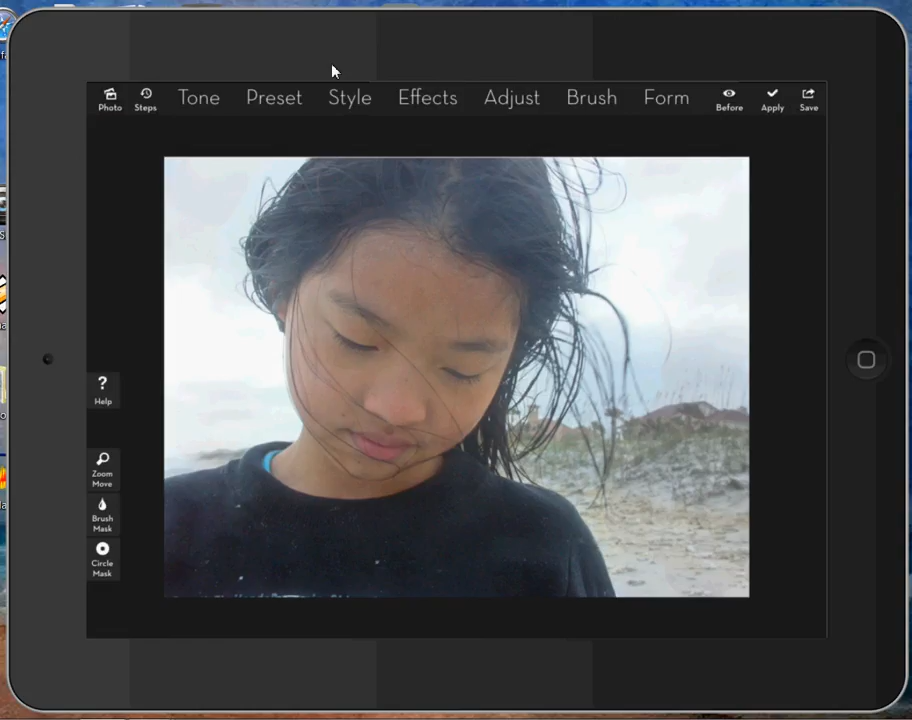 Photo
Steps
Tone
Preset
Style
Effects
Adjust
Brush
Form
Before
Apply
Save
?
Help
Zoom
Move
Brush
Mask
Circle
Mask